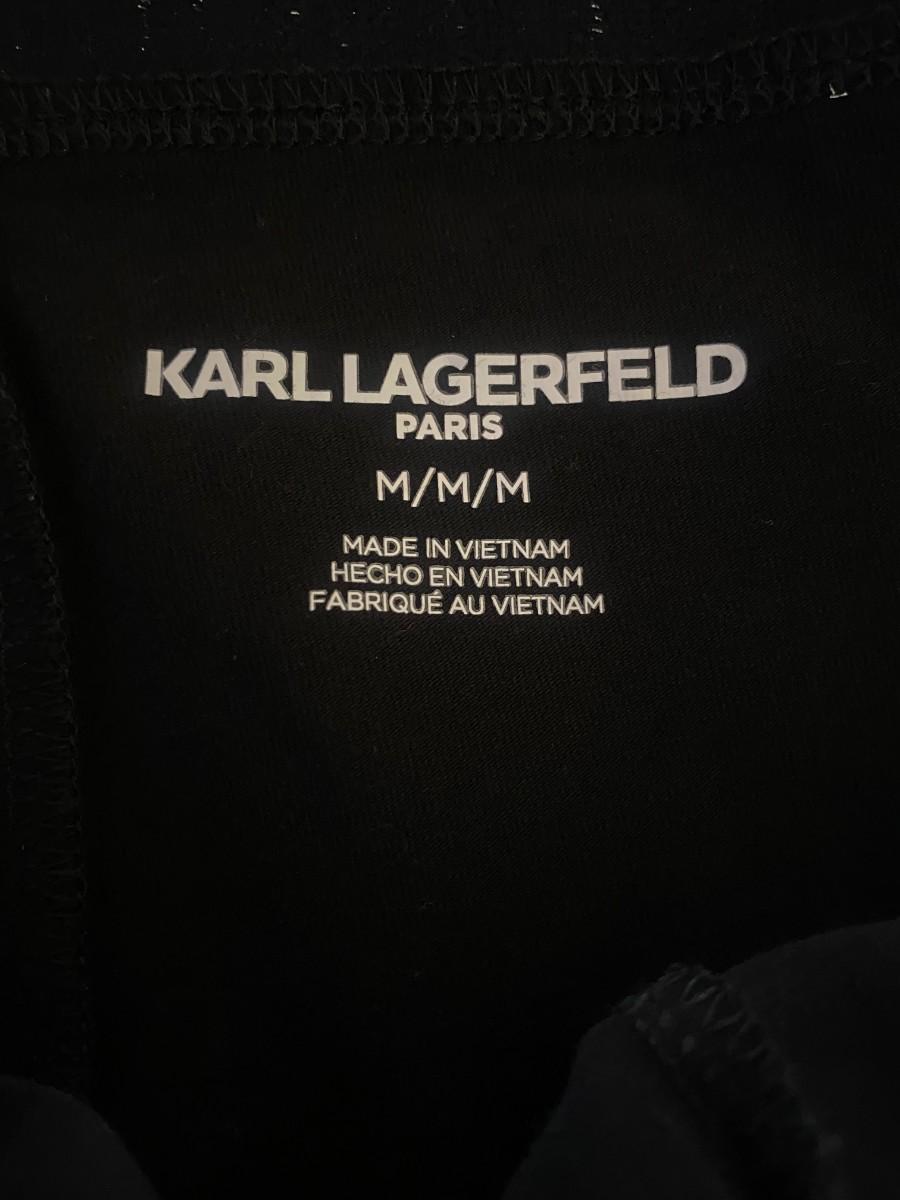 KARL LAGERFELD
PARIS
M/M/M
MADE IN VIETNAM
HECHO EN VIETNAM
FABRIQUÉ AU VIETNAM